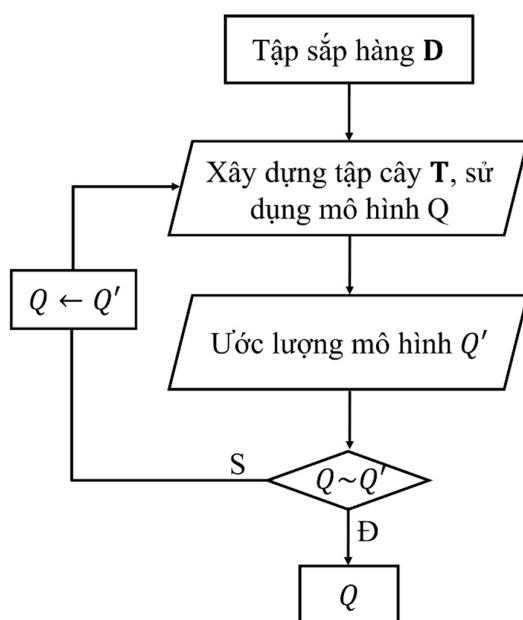 Tập sắp hàng D
Xây dựng tập cây T, sử
dụng mô hình Q
Q ← Q′
Ước lượng mô hình Q′
S
Q~Q′
Đ
Q